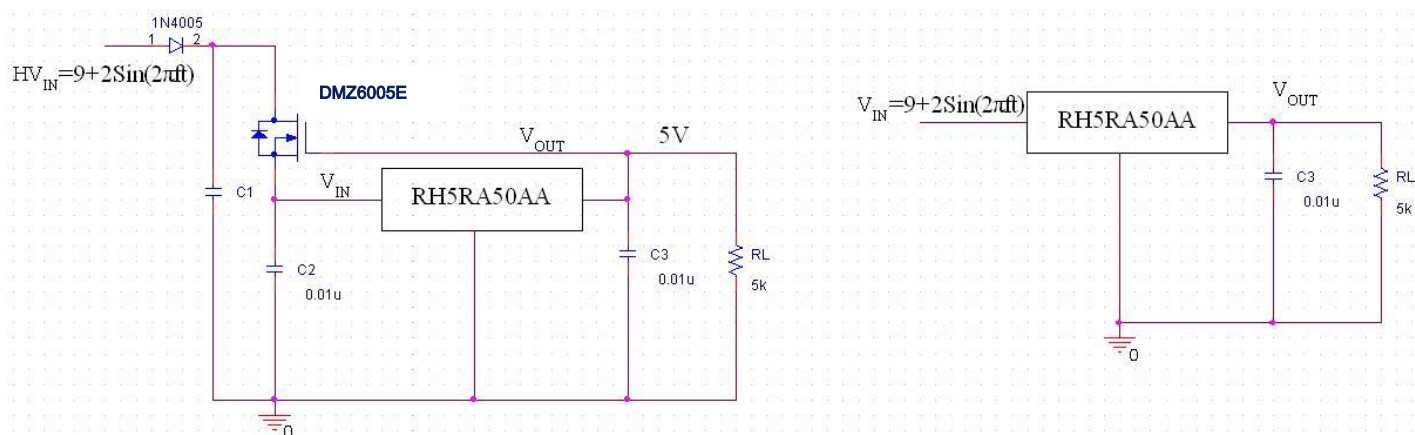 1N4005
1 2
HV_IN=9+2Sin(2πft)
DMZ6005E
V_OUT
5V
V_IN
RH5RA50AA
C1
C2
0.01u
C3
0.01u
RL
5k
0
V_IN=9+2Sin(2πft)
RH5RA50AA
V_OUT
C3
0.01u
RL
5k
0